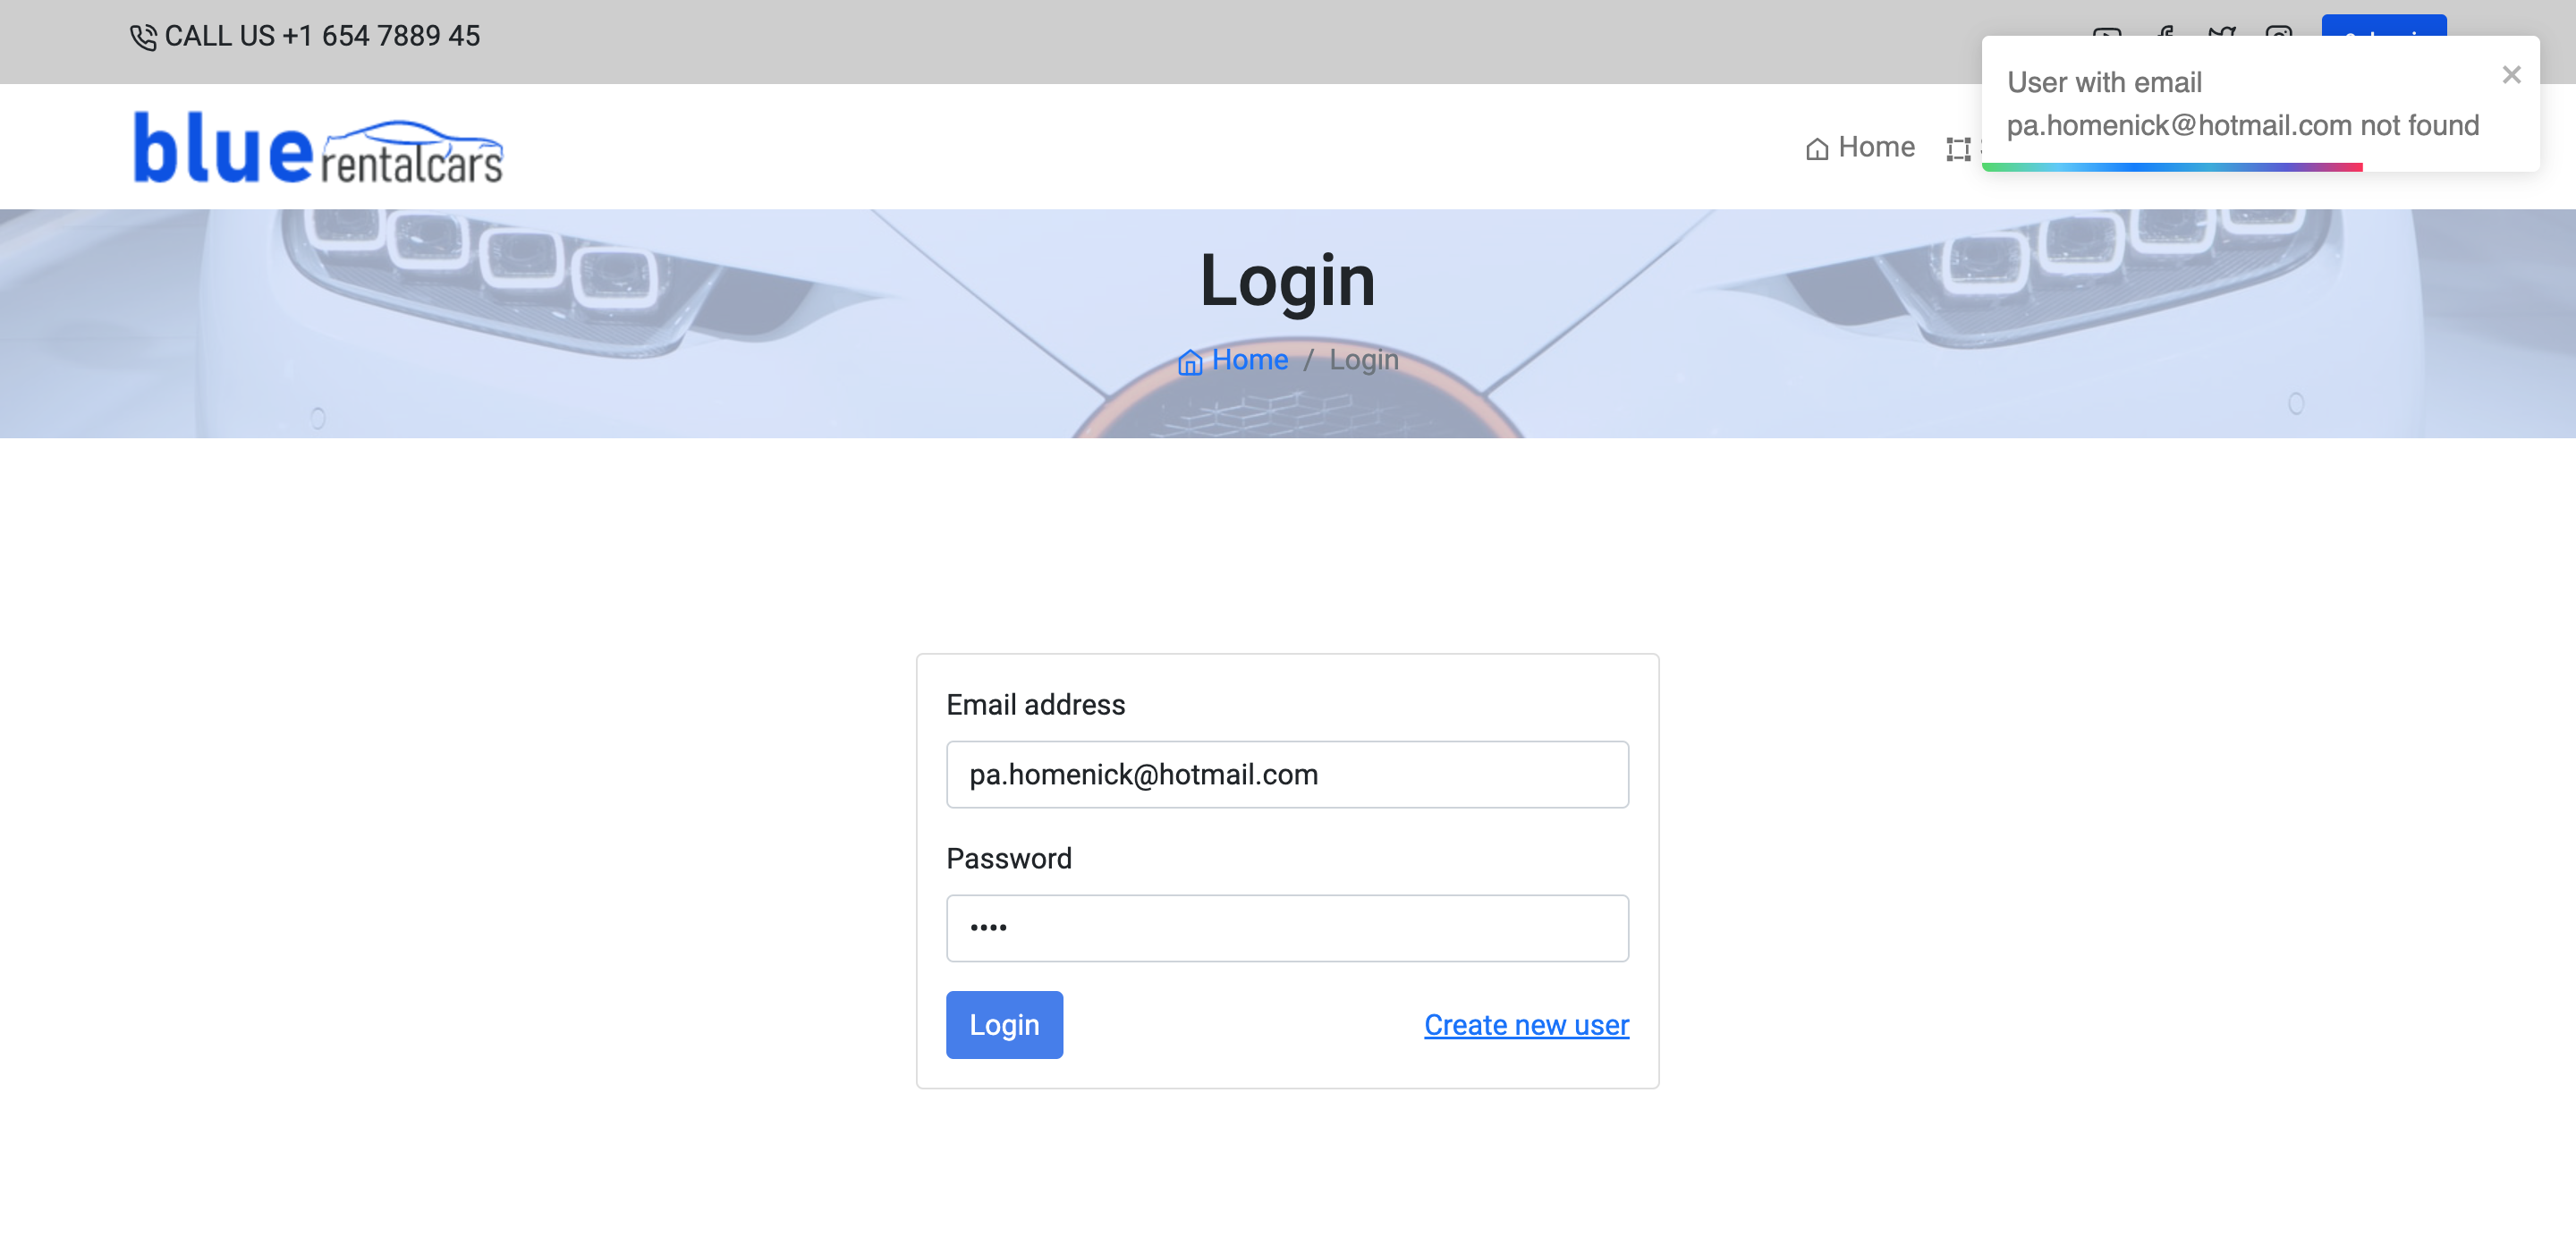 CALL US +1 654 7889 45
User with email
pa.homenick@hotmail.com not found
blue rentalcars
Home
Login
Home / Login
Email address
pa.homenick@hotmail.com
Password
••••
Login
Create new user